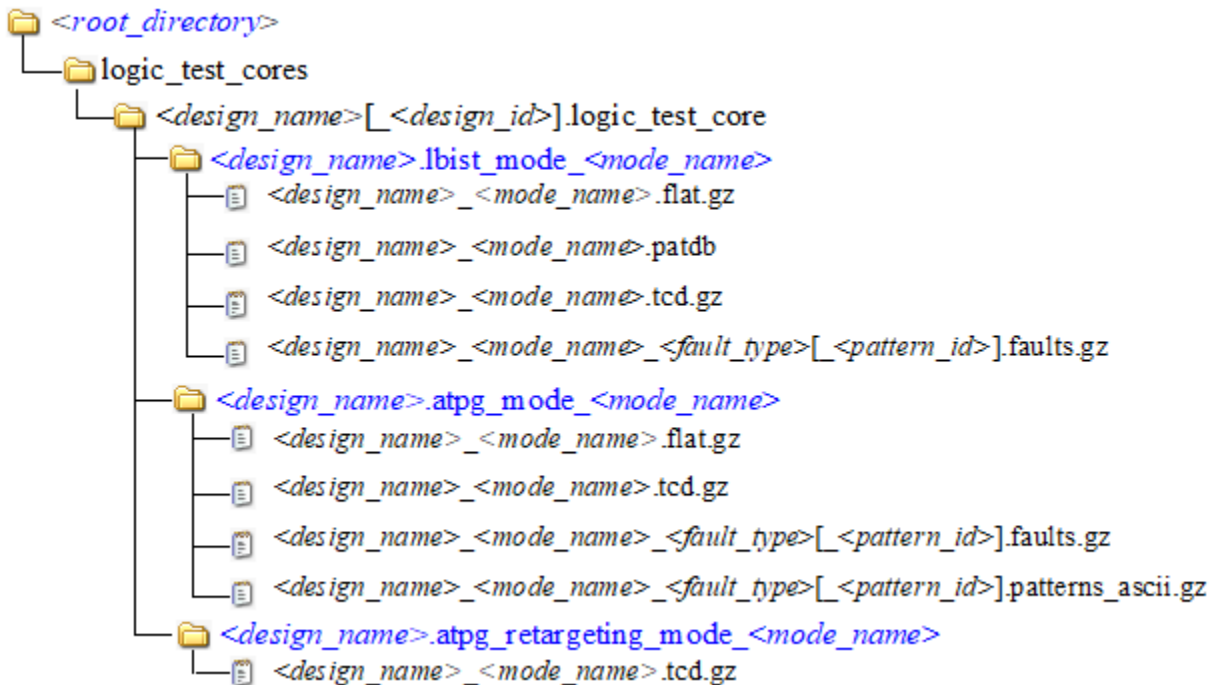 <root_directory>
logic_test_cores
<design_name>[_<design_id>].logic_test_core
<design_name>.lbist_mode_<mode_name>
<design_name>_<mode_name>.flat.gz
<design_name>_<mode_name>.patdb
<design_name>_<mode_name>.tcd.gz
<design_name>_<mode_name>_<fault_type>[_<pattern_id>].faults.gz
<design_name>.atpg_mode_<mode_name>
<design_name>_<mode_name>.flat.gz
<design_name>_<mode_name>.tcd.gz
<design_name>_<mode_name>_<fault_type>[_<pattern_id>].faults.gz
<design_name>_<mode_name>_<fault_type>[_<pattern_id>].patterns_ascii.gz
<design_name>.atpg_retargeting_mode_<mode_name>
<design_name>_<mode_name>.tcd.gz